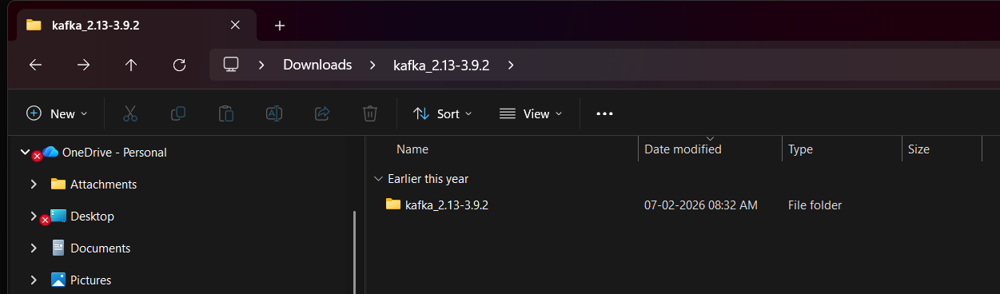 kafka_2.13-3.9.2
Downloads kafka_2.13-3.9.2
New Sort View
OneDrive - Personal
Attachments
Desktop
Documents
Pictures
Name Date modified Type Size
Earlier this year
kafka_2.13-3.9.2 07-02-2026 08:32 AM File folder